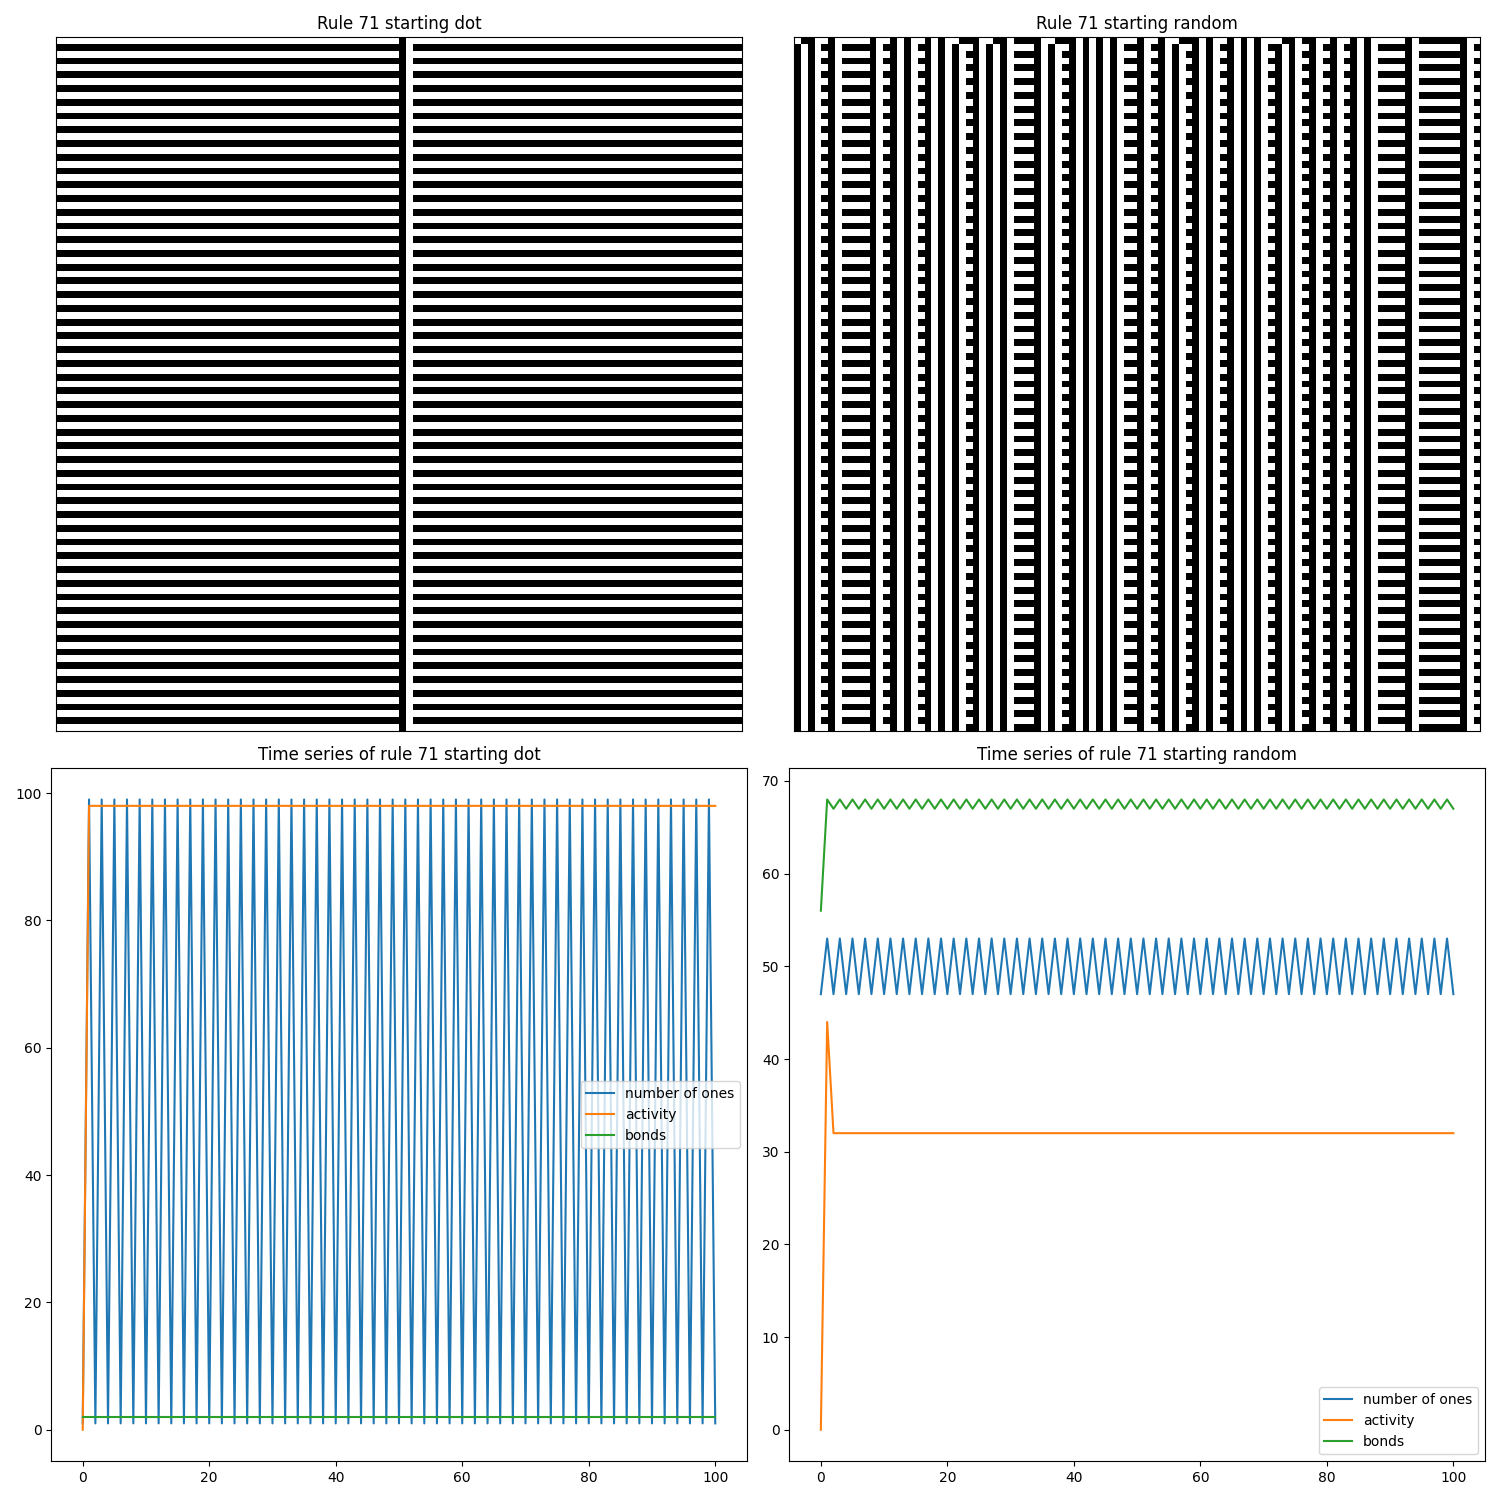 Rule 71 starting dot
Rule 71 starting random
Time series of rule 71 starting dot
100
80
60
40
20
0
0 20 40 60 80 100
number of ones
activity
bonds
Time series of rule 71 starting random
70
60
50
40
30
20
10
0
0 20 40 60 80 100
number of ones
activity
bonds